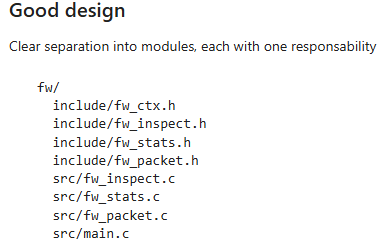 Good design
Clear separation into modules, each with one responsability
fw/
include/fw_ctx.h
include/fw_inspect.h
include/fw_stats.h
include/fw_packet.h
src/fw_inspect.c
src/fw_stats.c
src/fw_packet.c
src/main.c